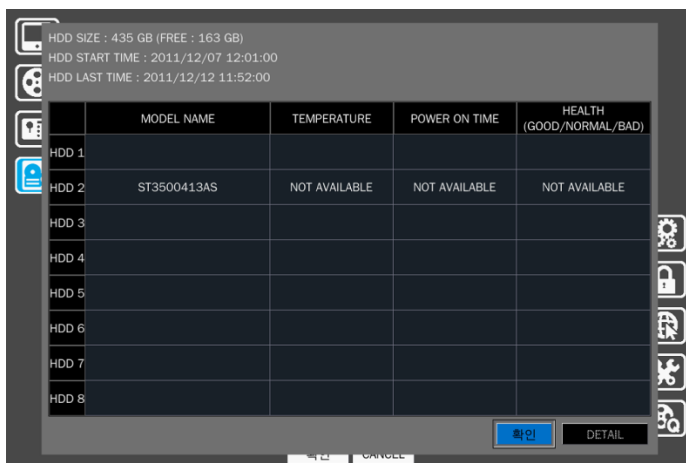 HDD SIZE : 435 GB (FREE : 163 GB)
HDD START TIME : 2011/12/07 12:01:00
HDD LAST TIME : 2011/12/12 11:52:00
MODEL NAME TEMPERATURE POWER ON TIME HEALTH
(GOOD/NORMAL/BAD)
HDD 1
HDD 2 ST3500413AS NOT AVAILABLE NOT AVAILABLE NOT AVAILABLE
HDD 3
HDD 4
HDD 5
HDD 6
HDD 7
HDD 8
확인 DETAIL
확인 CANCEL